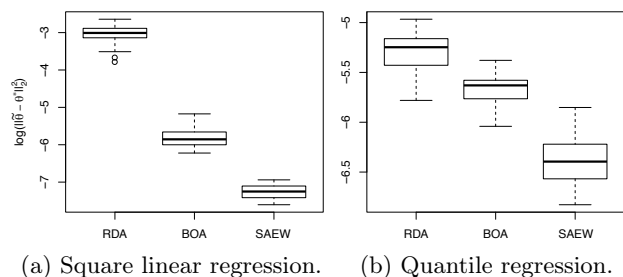 log(||θ̃ − θ*||²₂)
-3
-4
-5
-6
-7
RDA BOA SAEW
-5
-5.5
-6
-6.5
RDA BOA SAEW
(a) Square linear regression. (b) Quantile regression.